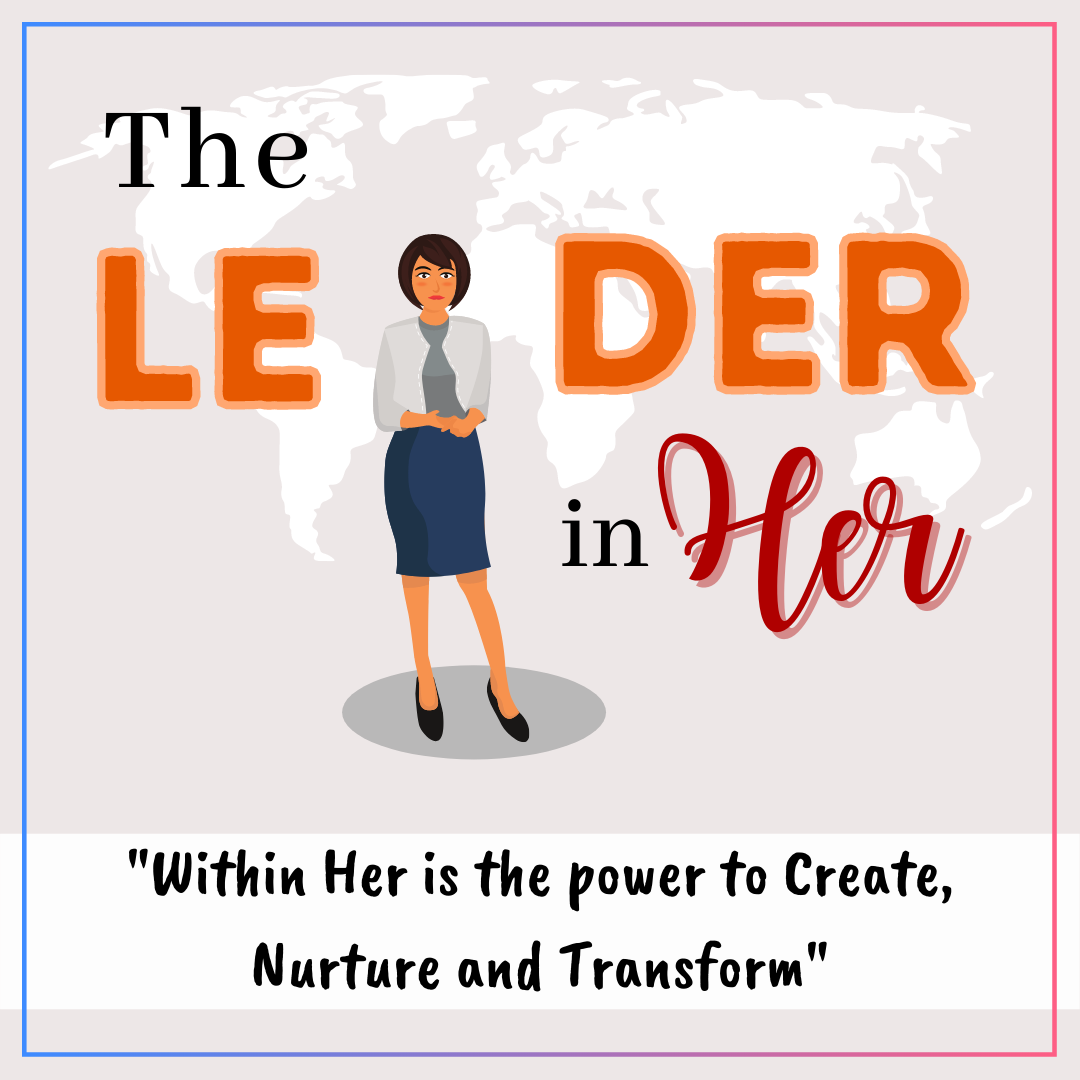 The
LE DER
in Her
"Within Her is the power to Create,
Nurture and Transform"